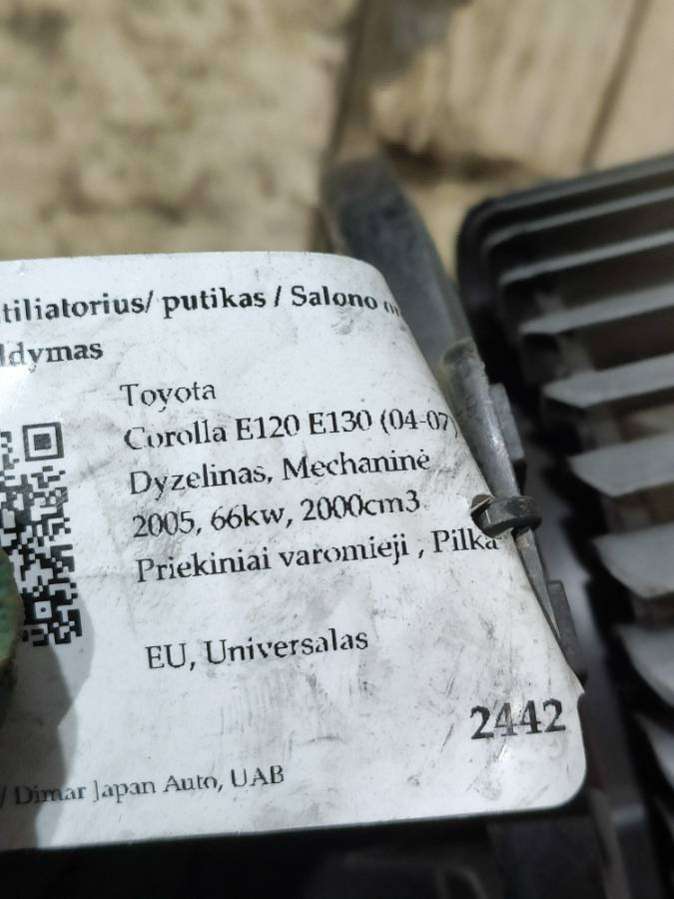 tiliatorius/ putikas / Salono
ldymas
Toyota
Corolla E120 E130 (04-07)
Dyzelinas, Mechaninė
2005, 66kw, 2000cm3
Priekiniai varomieji , Pilka
EU, Universalas
2442
/ Dimar Japan Auto, UAB